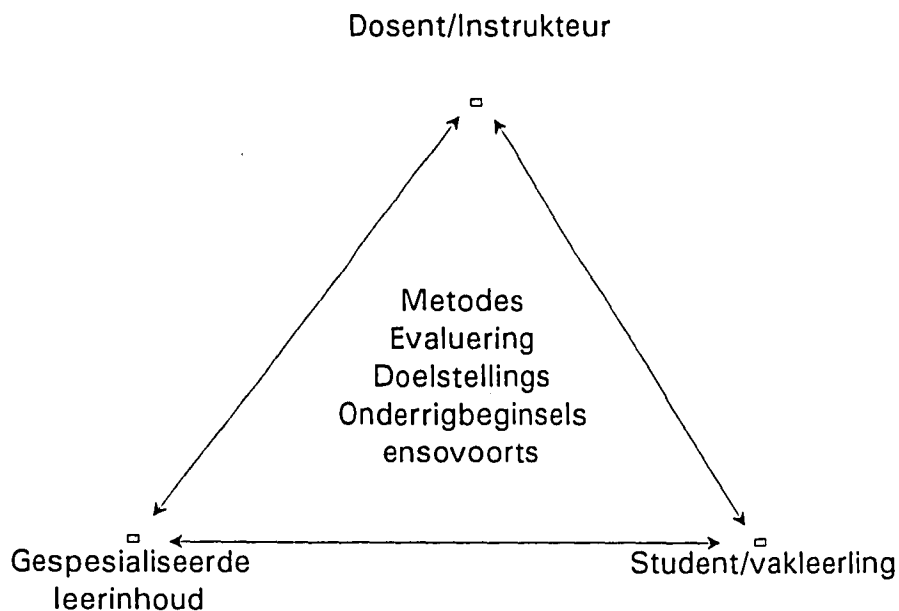 Dosent/Instrukteur
Metodes
Evaluering
Doelstellings
Onderrigbeginsels
ensovoorts
Gespesialiseerde
leerinhoud
Student/vakleerling